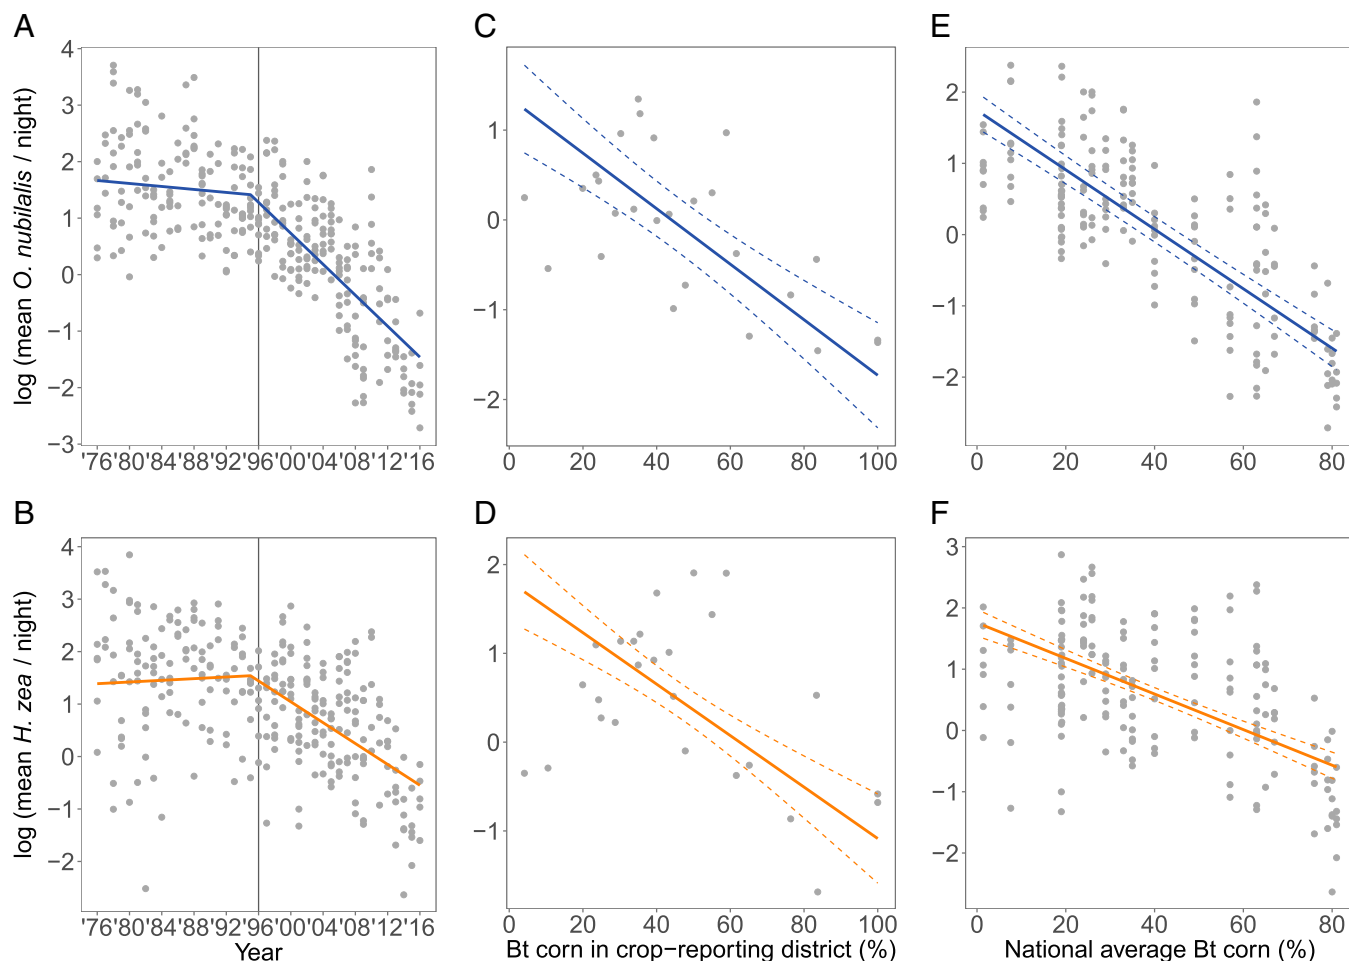 A
log (mean O. nubilalis / night)
4
3
2
1
0
−1
−2
−3
'76 '80 '84 '88 '92 '96 '00 '04 '08 '12 '16
C
1
0
−1
−2
0 20 40 60 80 100
E
2
1
0
−1
−2
0 20 40 60 80
B
log (mean H. zea / night)
4
3
2
1
0
−1
−2
'76 '80 '84 '88 '92 '96 '00 '04 '08 '12 '16
Year
D
2
1
0
−1
0 20 40 60 80 100
Bt corn in crop−reporting district (%)
F
3
2
1
0
−1
−2
0 20 40 60 80
National average Bt corn (%)